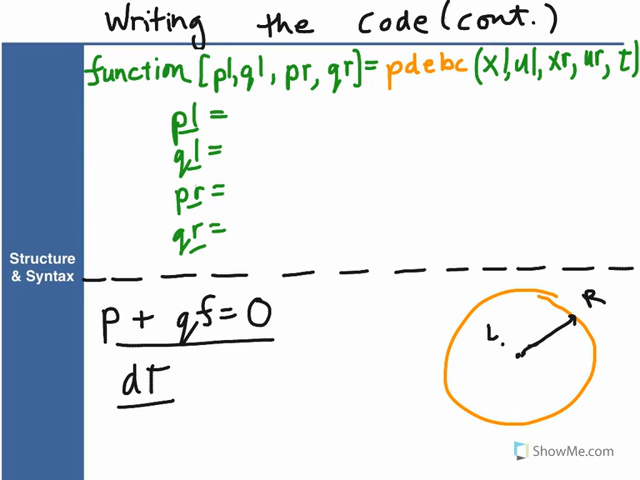 Writing the code (cont.)
function [pl, ql, pr, qr] = pdebc (xl, ul, xr, ur, t)
pl =
ql =
pr =
qr =
Structure
& Syntax
p + qf = 0
dT
L.
R
ShowMe.com